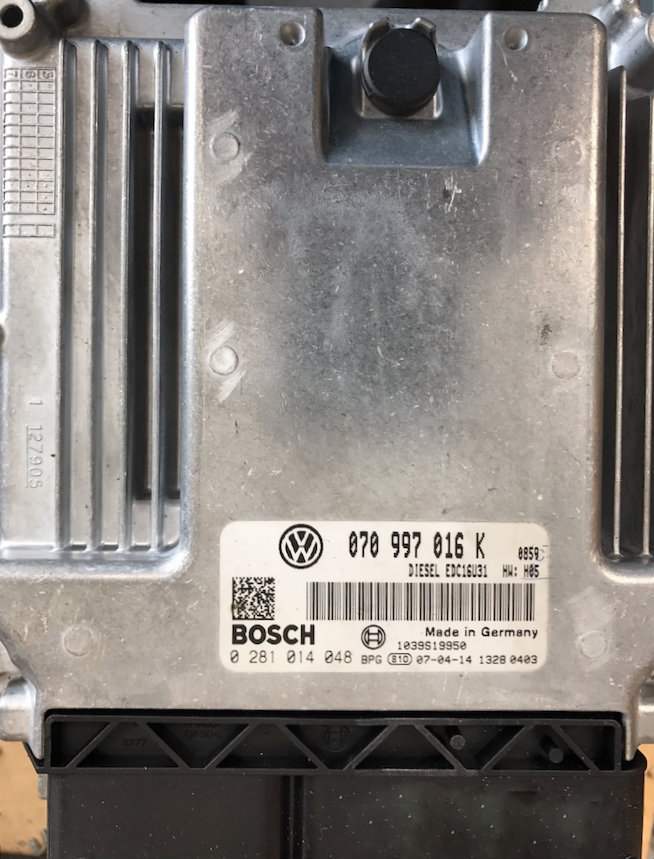 1 127905
VW
070 997 016 K
0859
DIESEL EDC16U31 HW: H05
BOSCH
Made in Germany
1039S19950
0 281 014 048 BPG 810 07-04-14 1328 0403